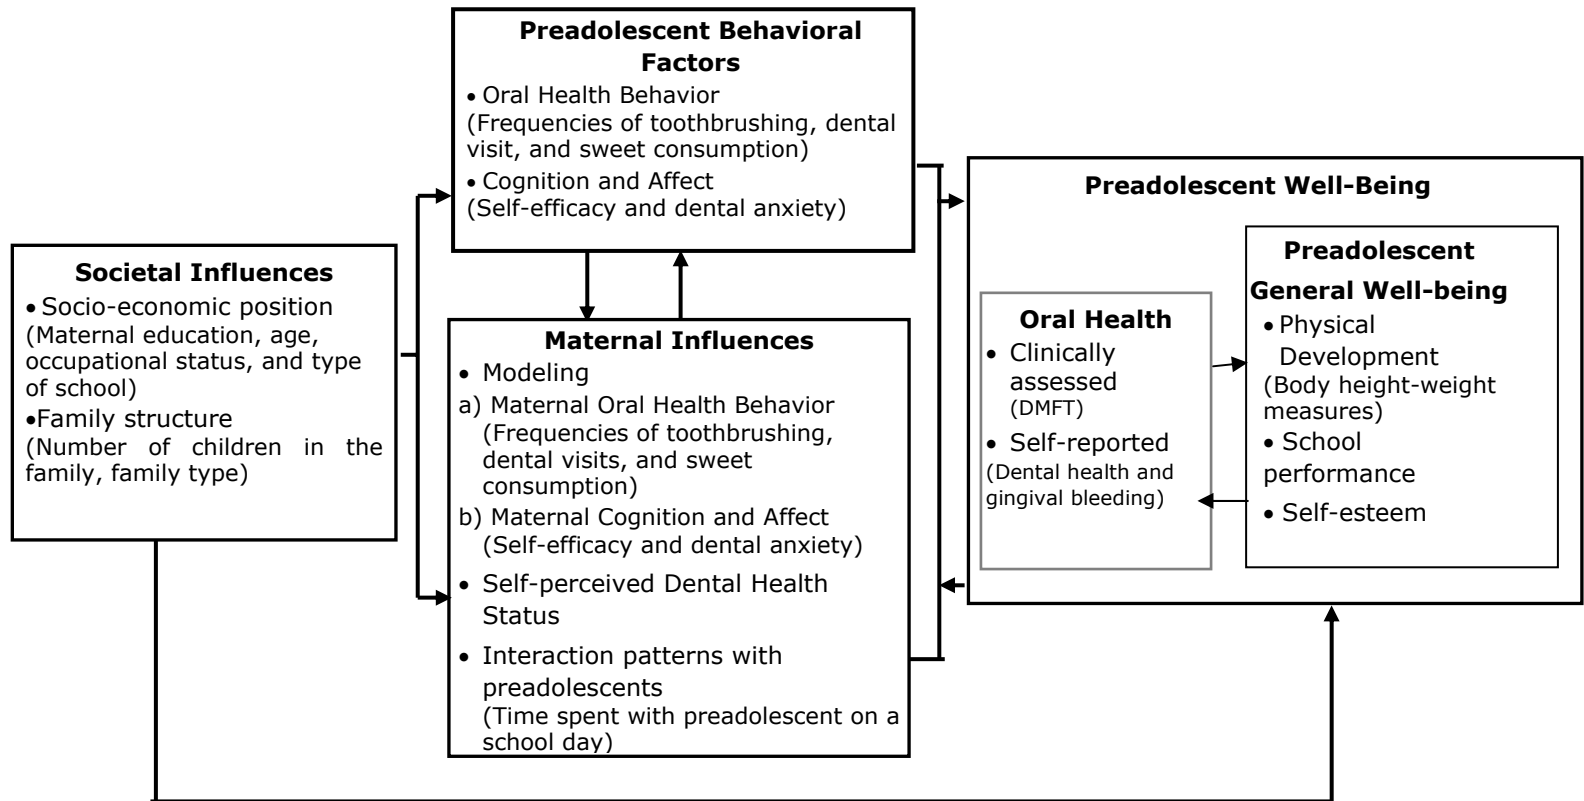 Preadolescent Behavioral
Factors
• Oral Health Behavior
(Frequencies of toothbrushing, dental
visit, and sweet consumption)
• Cognition and Affect
(Self-efficacy and dental anxiety)
Societal Influences
• Socio-economic position
(Maternal education, age,
occupational status, and type
of school)
•Family structure
(Number of children in the
family, family type)
Maternal Influences
• Modeling
a) Maternal Oral Health Behavior
(Frequencies of toothbrushing,
dental visits, and sweet
consumption)
b) Maternal Cognition and Affect
(Self-efficacy and dental anxiety)
• Self-perceived Dental Health
Status
• Interaction patterns with
preadolescents
(Time spent with preadolescent on a
school day)
Preadolescent Well-Being
Oral Health
• Clinically
assessed
(DMFT)
• Self-reported
(Dental health and
gingival bleeding)
Preadolescent
General Well-being
• Physical
Development
(Body height-weight
measures)
• School
performance
• Self-esteem